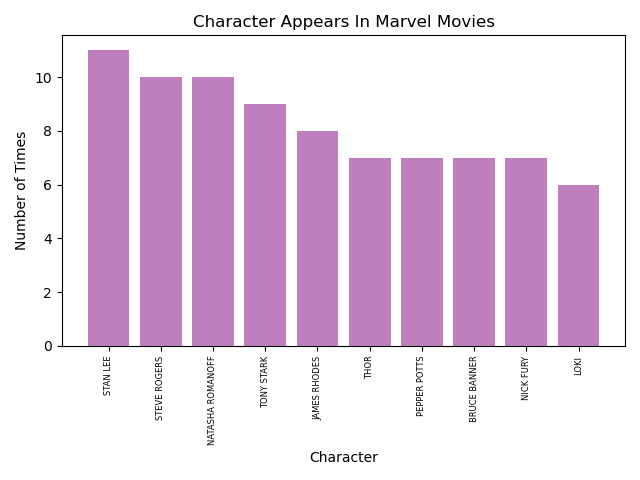 Character Appears In Marvel Movies
Number of Times
10
8
6
4
2
0
STAN LEE
STEVE ROGERS
NATASHA ROMANOFF
TONY STARK
JAMES RHODES
THOR
PEPPER POTTS
BRUCE BANNER
NICK FURY
LOKI
Character